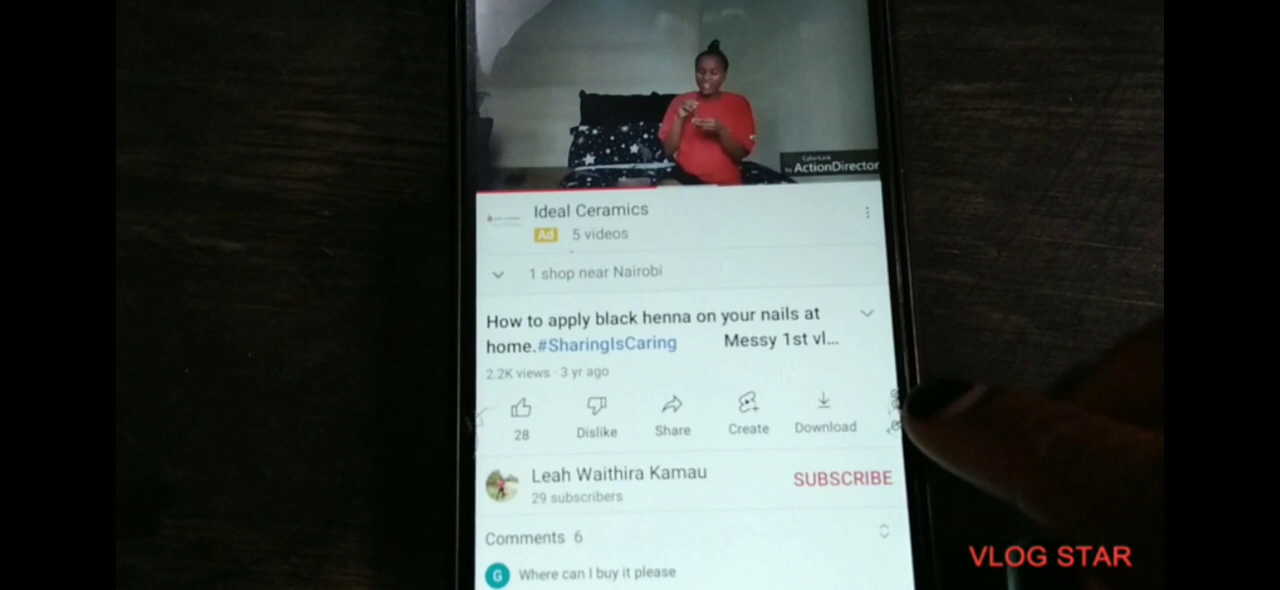 CyberLink
by ActionDirector
Ideal Ceramics
Ad 5 videos
1 shop near Nairobi
How to apply black henna on your nails at
home.#SharingIsCaring Messy 1st vl...
2.2K views · 3 yr ago
28
Dislike
Share
Create
Download
Leah Waithira Kamau
SUBSCRIBE
29 subscribers
Comments 6
G Where can I buy it please
VLOG STAR